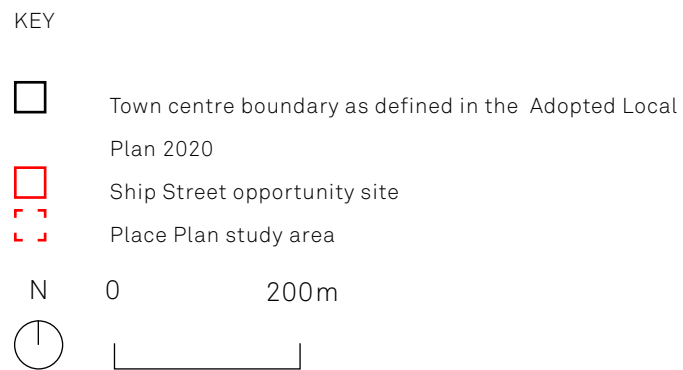 KEY
Town centre boundary as defined in the Adopted Local
Plan 2020
Ship Street opportunity site
Place Plan study area
N 0 200m